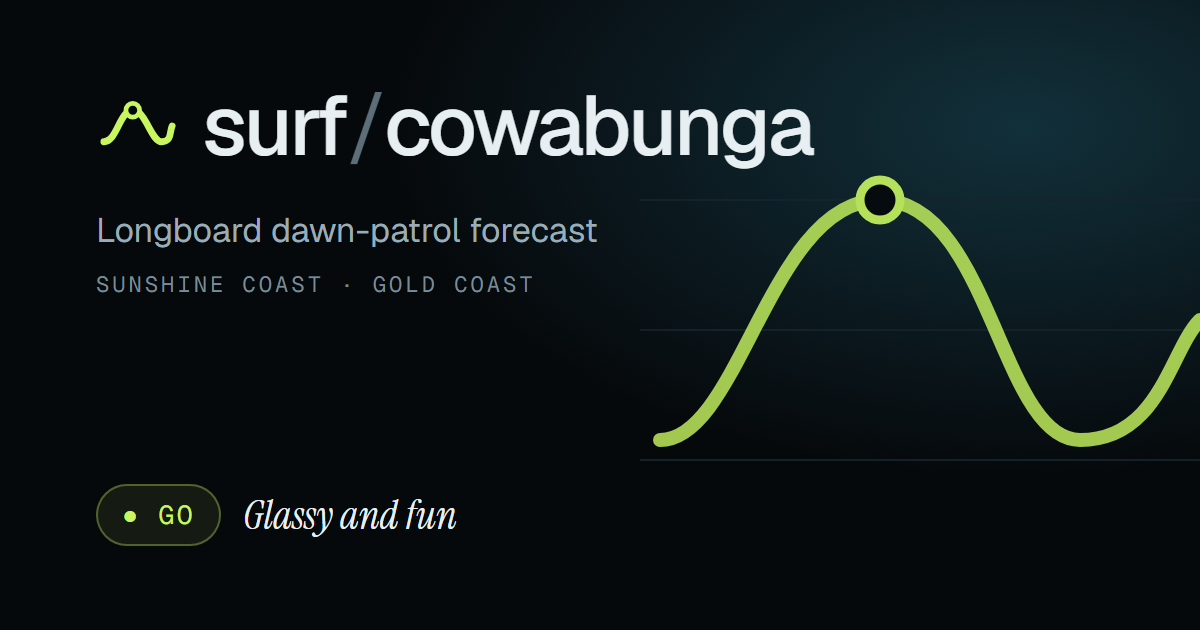 surf/cowabunga
Longboard dawn-patrol forecast
SUNSHINE COAST · GOLD COAST
GO
Glassy and fun